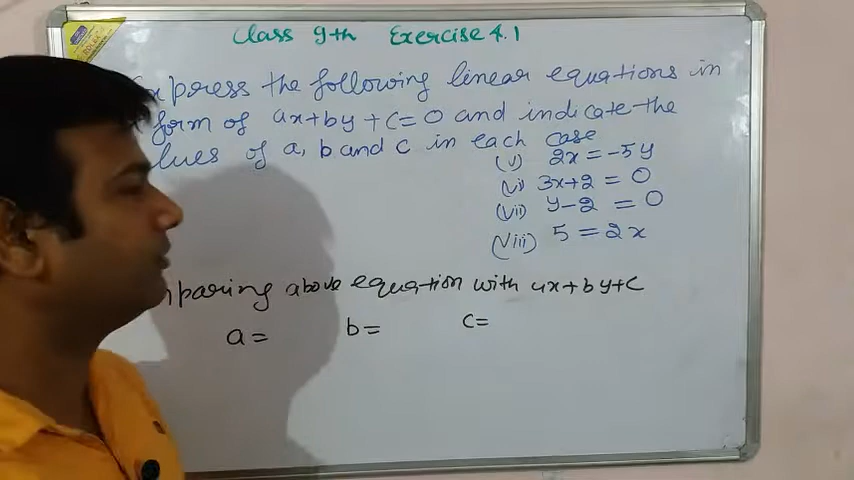 Class 9th Exercise 4.1
press the following linear equations in
form of ax+by+c=0 and indicate the
of a, b and c in each case
(v) 2x=-5y
(vi) 3x+2=0
(vii) y-2=0
(viii) 5=2x
paring above equation with ax+by+c
a= b= c=